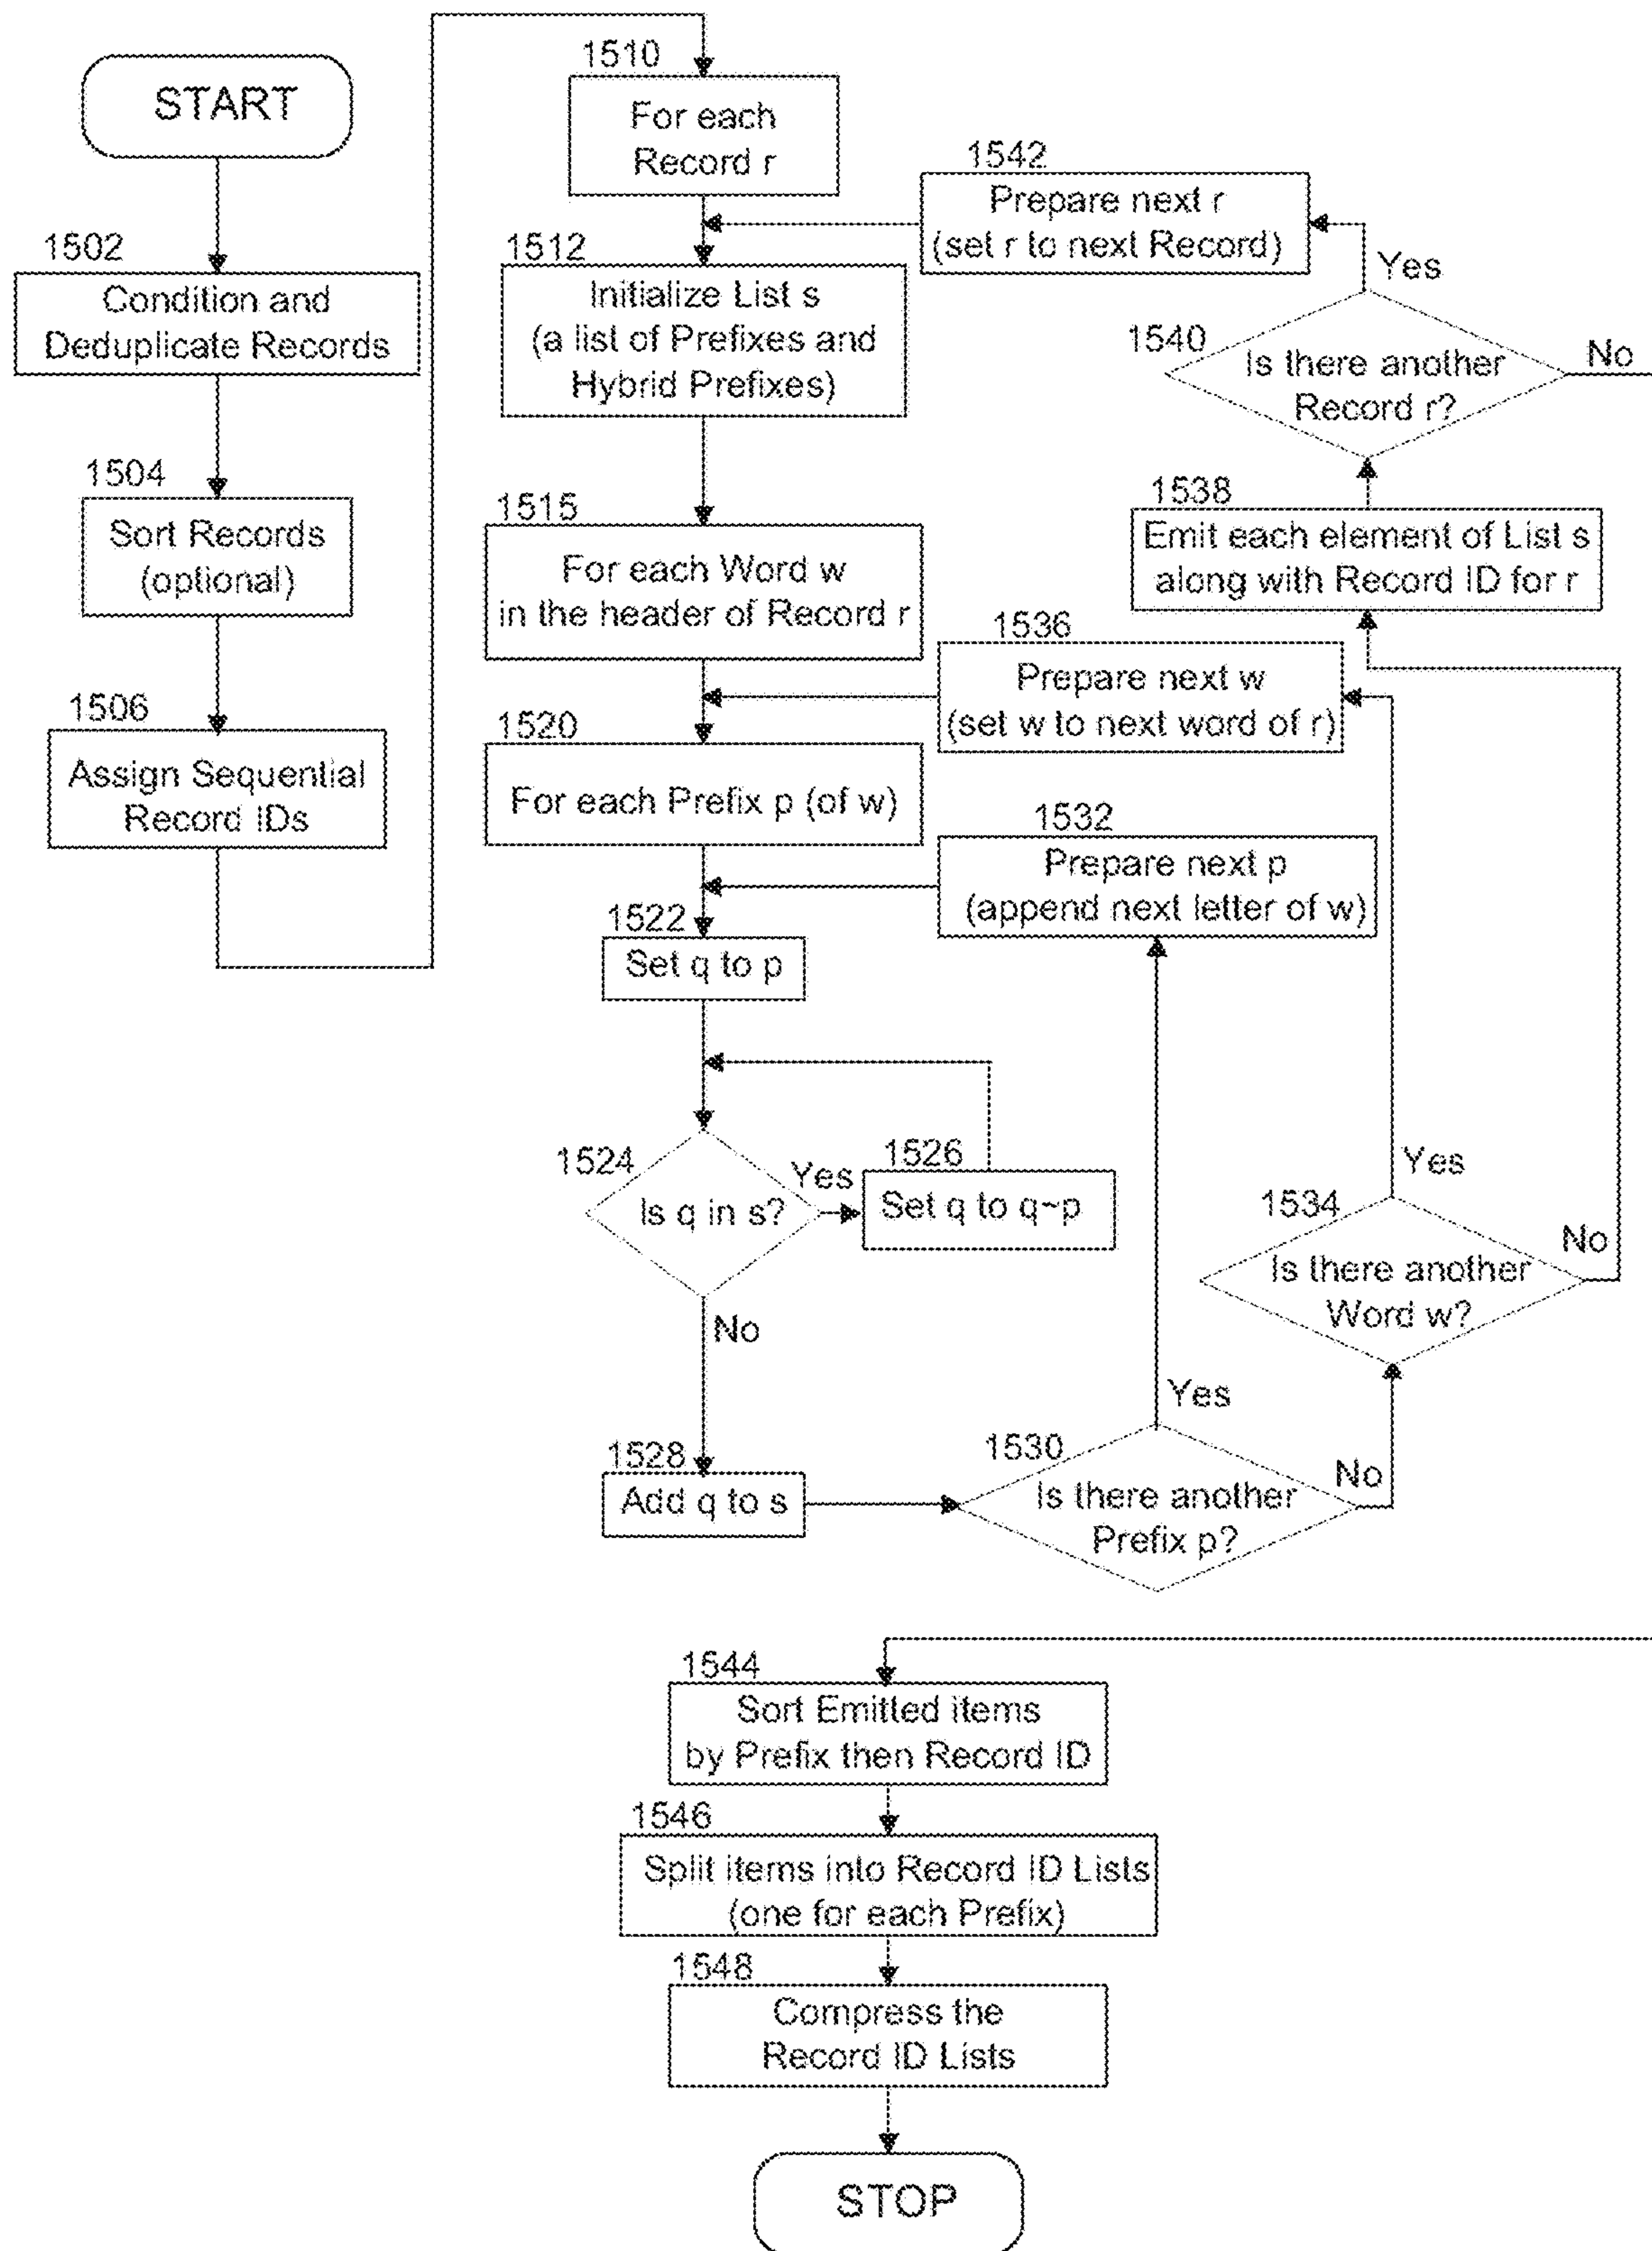 START
1502
Condition and
Deduplicate Records
1504
Sort Records
(optional)
1506
Assign Sequential
Record IDs
1510
For each
Record r
1512
Initialize List s
(a list of Prefixes and
Hybrid Prefixes)
1515
For each Word w
in the header of Record r
1520
For each Prefix p (of w)
1522
Set q to p
1524
Is q in s?
Yes
1526
Set q to q~p
No
1528
Add q to s
1530
Is there another
Prefix p?
Yes
No
1532
Prepare next p
(append next letter of w)
1534
Is there another
Word w?
Yes
No
1536
Prepare next w
(set w to next word of r)
1538
Emit each element of List s
along with Record ID for r
1540
Is there another
Record r?
Yes
No
1542
Prepare next r
(set r to next Record)
1544
Sort Emitted items
by Prefix then Record ID
1546
Split items into Record ID Lists
(one for each Prefix)
1548
Compress the
Record ID Lists
STOP